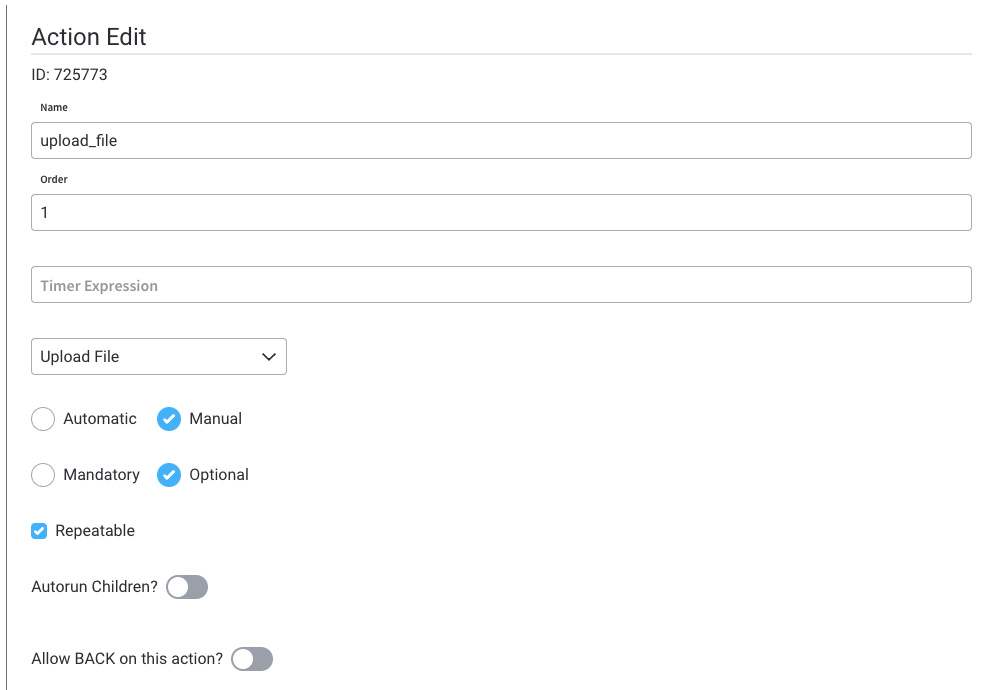 Action Edit
ID: 725773
Name
upload_file
Order
1
Timer Expression
Upload File
Automatic Manual
Mandatory Optional
Repeatable
Autorun Children?
Allow BACK on this action?